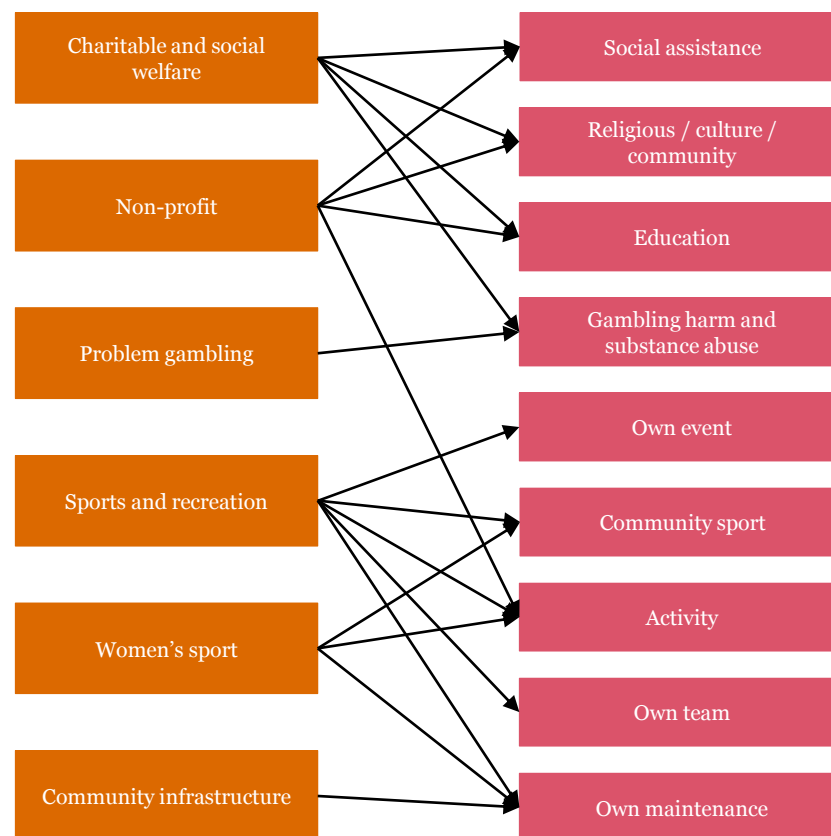 Charitable and social
welfare
Non-profit
Problem gambling
Sports and recreation
Women’s sport
Community infrastructure
Social assistance
Religious / culture /
community
Education
Gambling harm and
substance abuse
Own event
Community sport
Activity
Own team
Own maintenance